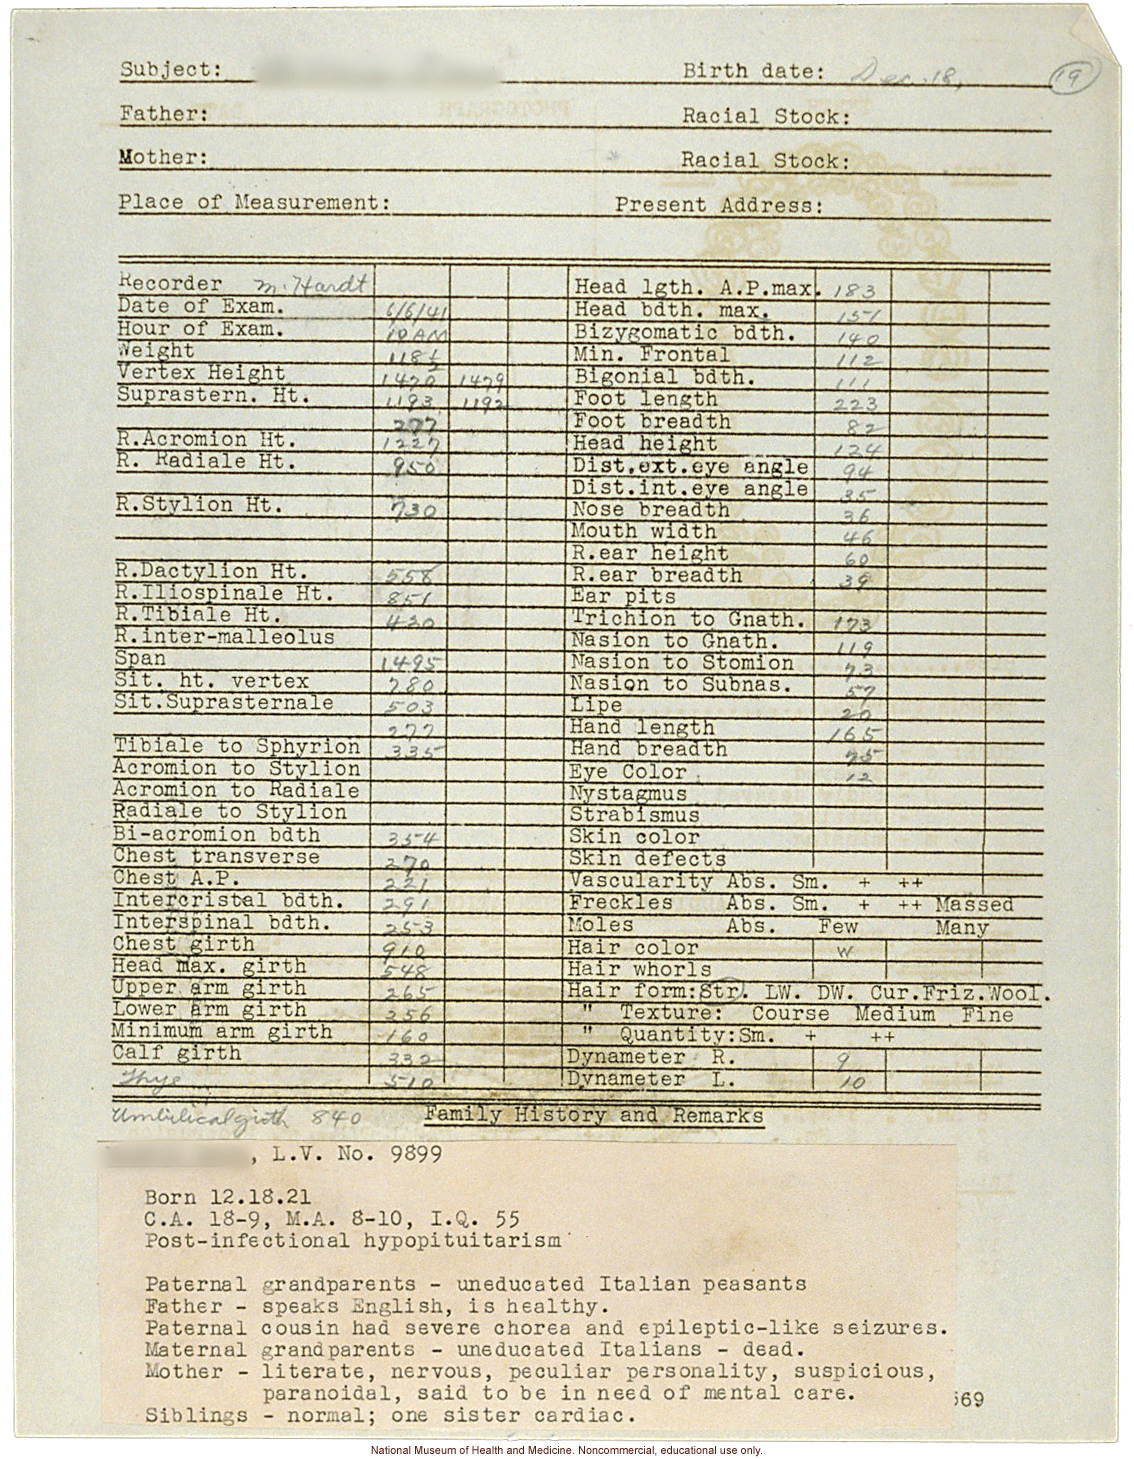 Subject: Birth date: Dec. 18, 19
Father: Racial Stock:
Mother: Racial Stock:
Place of Measurement: Present Address:
Recorder M. Hardt
Date of Exam. 6/6/41
Hour of Exam. 10 AM
Weight 118½
Vertex Height 1470 1479
Suprastern. Ht. 1193 1192
277
R.Acromion Ht. 1227
R. Radiale Ht. 950
R.Stylion Ht. 730
R.Dactylion Ht. 558
R.Iliospinale Ht. 851
R.Tibiale Ht. 420
R.inter-malleolus
Span 1495
Sit. ht. vertex 780
Sit.Suprasternale 503
277
Tibiale to Sphyrion 335
Acromion to Stylion
Acromion to Radiale
Radiale to Stylion
Bi-acromion bdth 354
Chest transverse 270
Chest A.P. 221
Intercristal bdth. 291
Interspinal bdth. 253
Chest girth 910
Head max. girth 548
Upper arm girth 265
Lower arm girth 256
Minimum arm girth 160
Calf girth 332
Thye 510
Umbilical girth 840
Head lgth. A.P.max. 183
Head bdth. max. 151
Bizygomatic bdth. 140
Min. Frontal 112
Bigonial bdth. 111
Foot length 223
Foot breadth 82
Head height 124
Dist.ext.eye angle 94
Dist.int.eye angle 35
Nose breadth 36
Mouth width 46
R.ear height 60
R.ear breadth 39
Ear pits
Trichion to Gnath. 173
Nasion to Gnath. 119
Nasion to Stomion 73
Nasion to Subnas. 57
Lipe 20
Hand length 165
Hand breadth 75
Eye Color 12
Nystagmus
Strabismus
Skin color
Skin defects
Vascularity Abs. Sm. + ++
Freckles Abs. Sm. + ++ Massed
Moles Abs. Few Many
Hair color W
Hair whorls
Hair form:Str. LW. DW. Cur.Friz.Wool.
" Texture: Course Medium Fine
" Quantity:Sm. + ++
Dynameter R. 9
Dynameter L. 10
Family History and Remarks
, L.V. No. 9899
Born 12.18.21
C.A. 18-9, M.A. 8-10, I.Q. 55
Post-infectional hypopituitarism
Paternal grandparents - uneducated Italian peasants
Father - speaks English, is healthy.
Paternal cousin had severe chorea and epileptic-like seizures.
Maternal grandparents - uneducated Italians - dead.
Mother - literate, nervous, peculiar personality, suspicious,
paranoidal, said to be in need of mental care.
Siblings - normal; one sister cardiac.
569
National Museum of Health and Medicine. Noncommercial, educational use only.